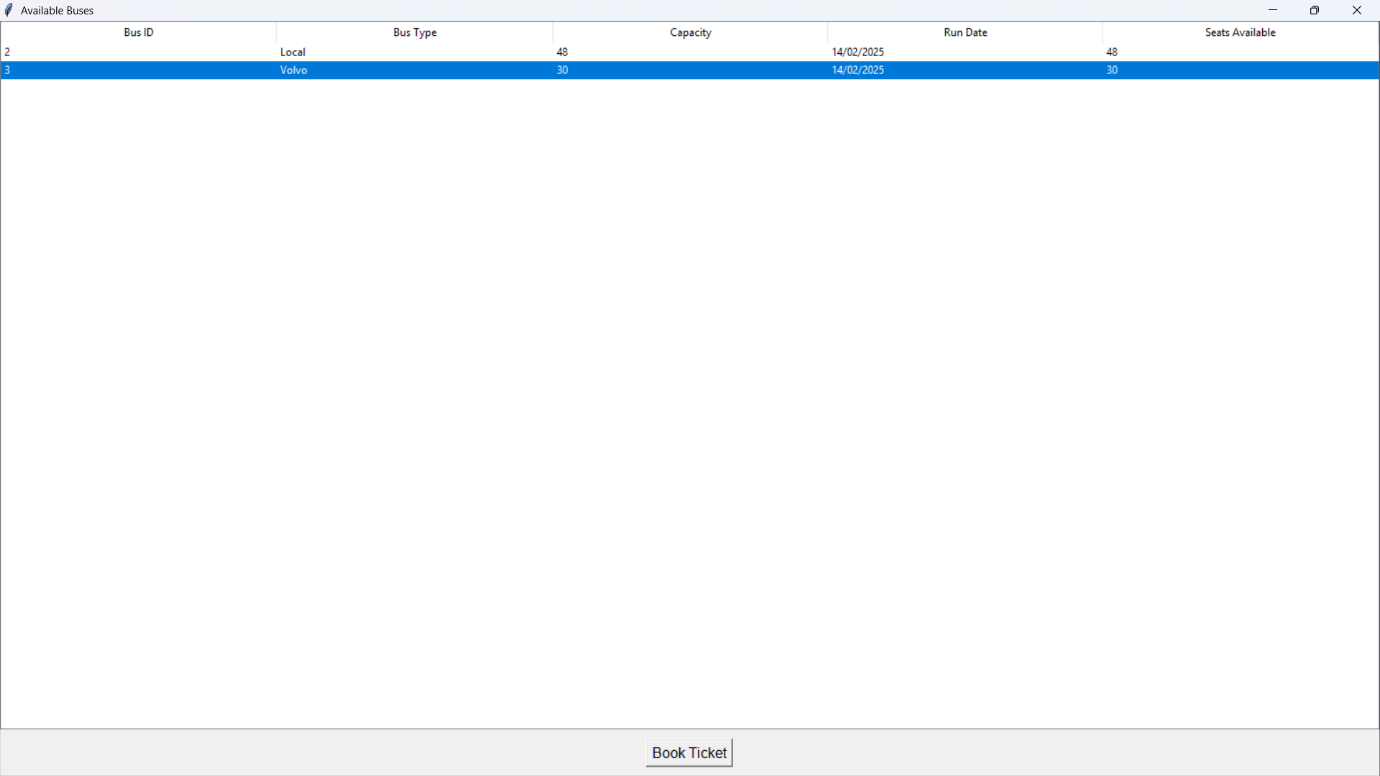 Available Buses
Bus ID Bus Type Capacity Run Date Seats Available
2 Local 48 14/02/2025 48
3 Volvo 30 14/02/2025 30
Book Ticket